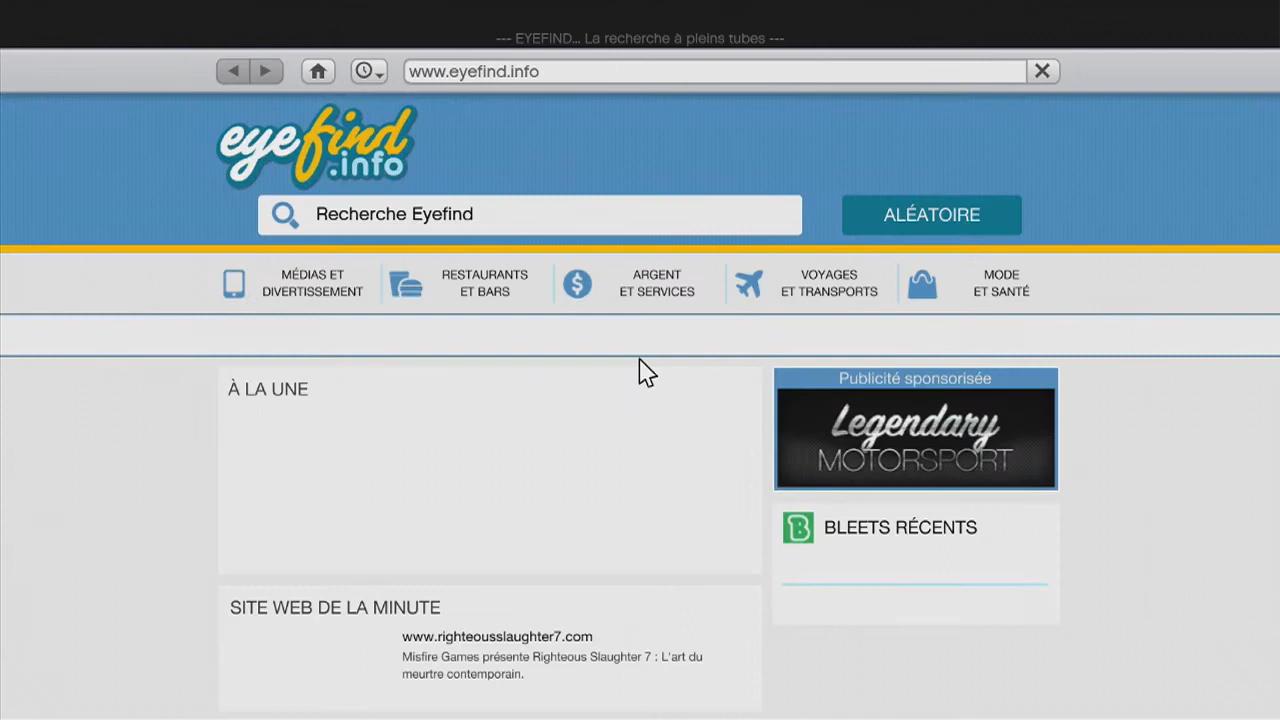 --- EYEFIND... La recherche à pleins tubes ---
www.eyefind.info
eyefind
.info
Recherche Eyefind
ALÉATOIRE
MÉDIAS ET
DIVERTISSEMENT
RESTAURANTS
ET BARS
ARGENT
ET SERVICES
VOYAGES
ET TRANSPORTS
MODE
ET SANTÉ
À LA UNE
Publicité sponsorisée
Legendary
MOTORSPORT
BLEETS RÉCENTS
SITE WEB DE LA MINUTE
www.righteousslaughter7.com
Misfire Games présente Righteous Slaughter 7 : L'art du
meurtre contemporain.